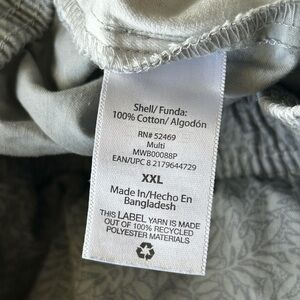 Shell/ Funda:
100% Cotton/ Algodón
RN# 52469
Multi
MWB00088P
EAN/UPC 8 2179644729
XXL
Made In/Hecho En
Bangladesh
THIS LABEL YARN IS MADE
OUT OF 100% RECYCLED
POLYESTER MATERIALS